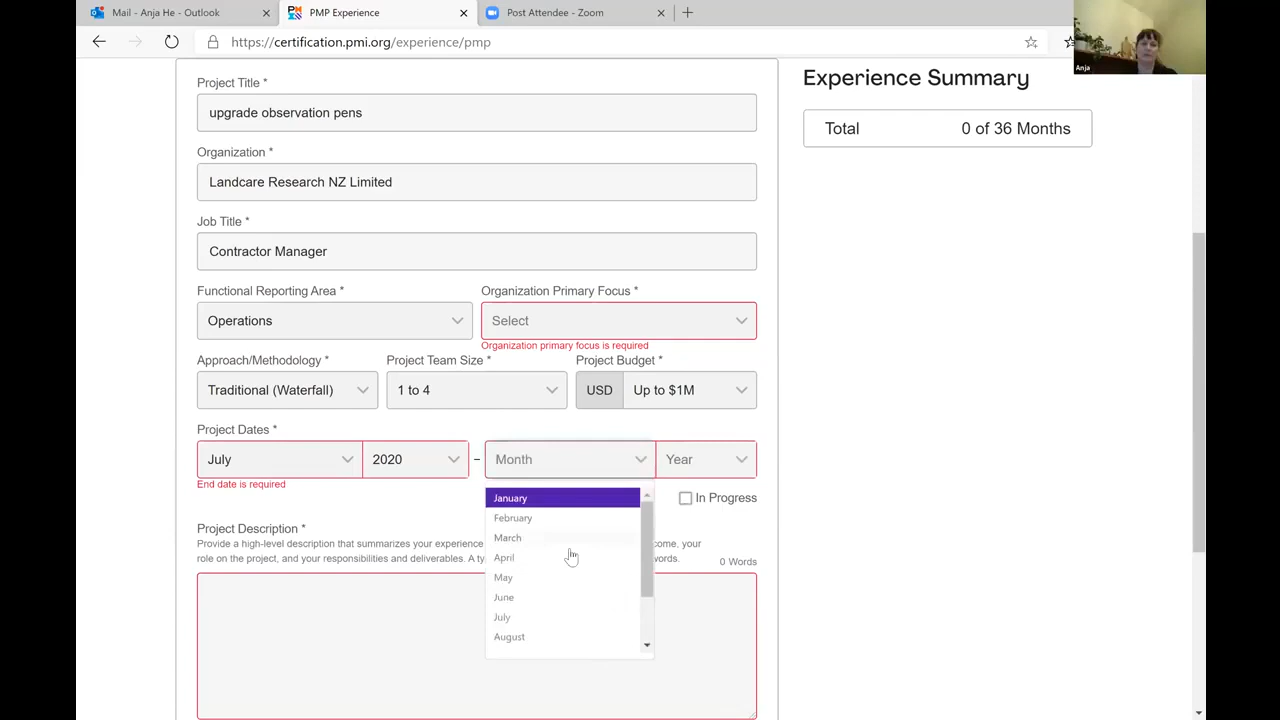 Mail - Anja He - Outlook
PMP Experience
Post Attendee - Zoom
https://certification.pmi.org/experience/pmp
Anja
Project Title *
upgrade observation pens
Organization *
Landcare Research NZ Limited
Job Title *
Contractor Manager
Functional Reporting Area *
Organization Primary Focus *
Operations
Select
Organization primary focus is required
Approach/Methodology *
Project Team Size *
Project Budget *
Traditional (Waterfall)
1 to 4
USD
Up to $1M
Project Dates *
July
2020
–
Month
Year
End date is required
In Progress
January
February
March
April
May
June
July
August
Project Description *
Provide a high-level description that summarizes your experience
ome, your
role on the project, and your responsibilities and deliverables. A ty
words.
0 Words
Experience Summary
Total
0 of 36 Months